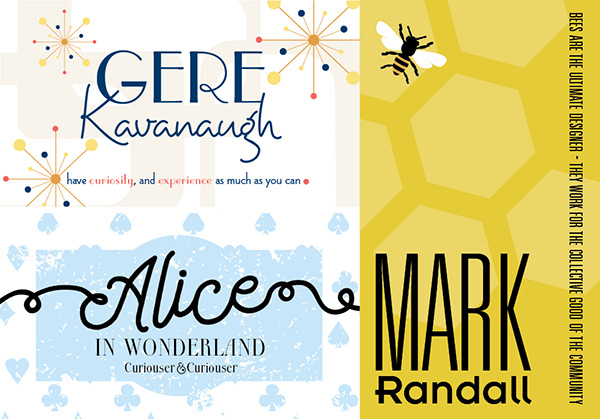 GERE
Kavanaugh
have curiosity, and experience as much as you can
Alice
IN WONDERLAND
Curiouser & Curiouser
MARK
Randall
BEES ARE THE ULTIMATE DESIGNER - THEY WORK FOR THE COLLECTIVE GOOD OF THE COMMUNITY